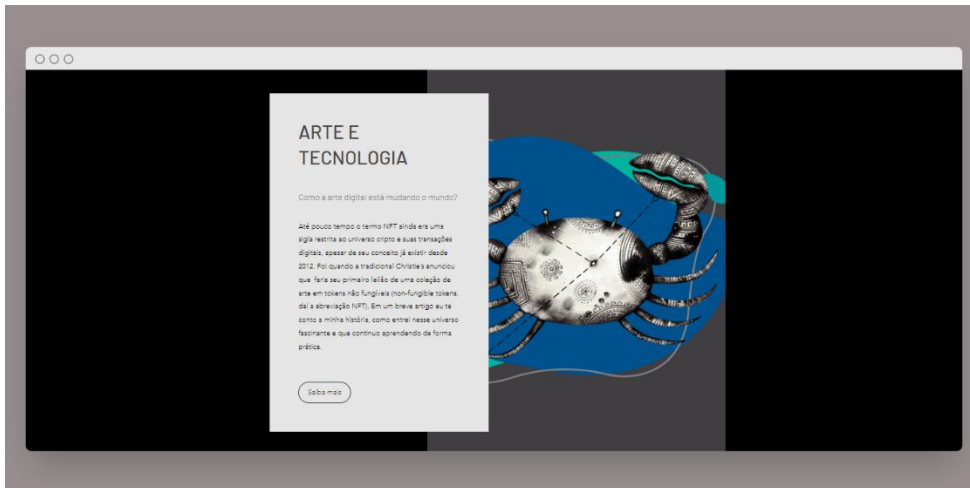 ARTE E
TECNOLOGIA
Como a arte digital está mudando o mundo?
Até pouco tempo o termo NFT ainda era uma
sigla restrita ao universo cripto e suas transações
digitais, apesar de seu conceito já existir desde
2012. Foi quando a tradicional Christie's anunciou
que faria seu primeiro leilão de uma coleção de
arte em tokens não fungíveis (non-fungible tokens,
daí a abreviação NFT). Em um breve artigo eu te
conto a minha história, como entrei nesse universo
fascinante e que continuo aprendendo de forma
prática.
Saiba mais